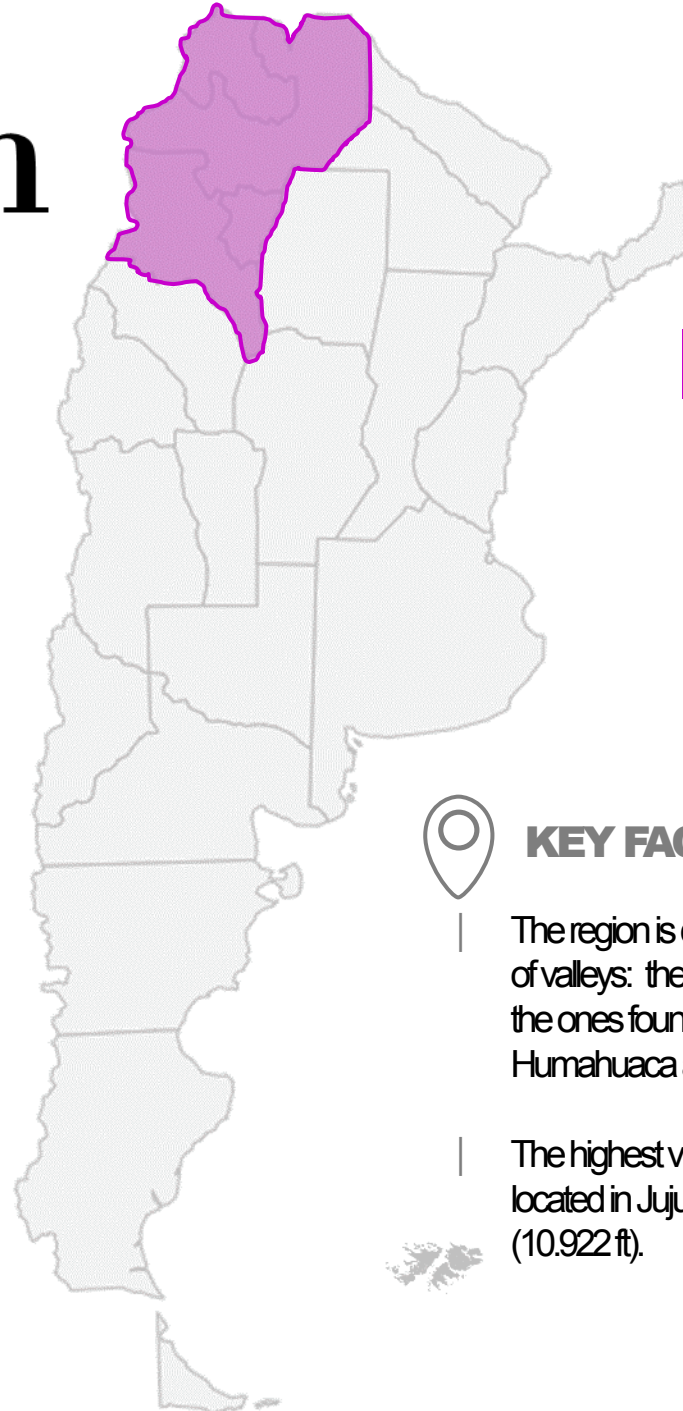 n
KEY FAC
The region is
of valleys: the
the ones foun
Humahuaca
The highest v
located in Juju
(10.922 ft).